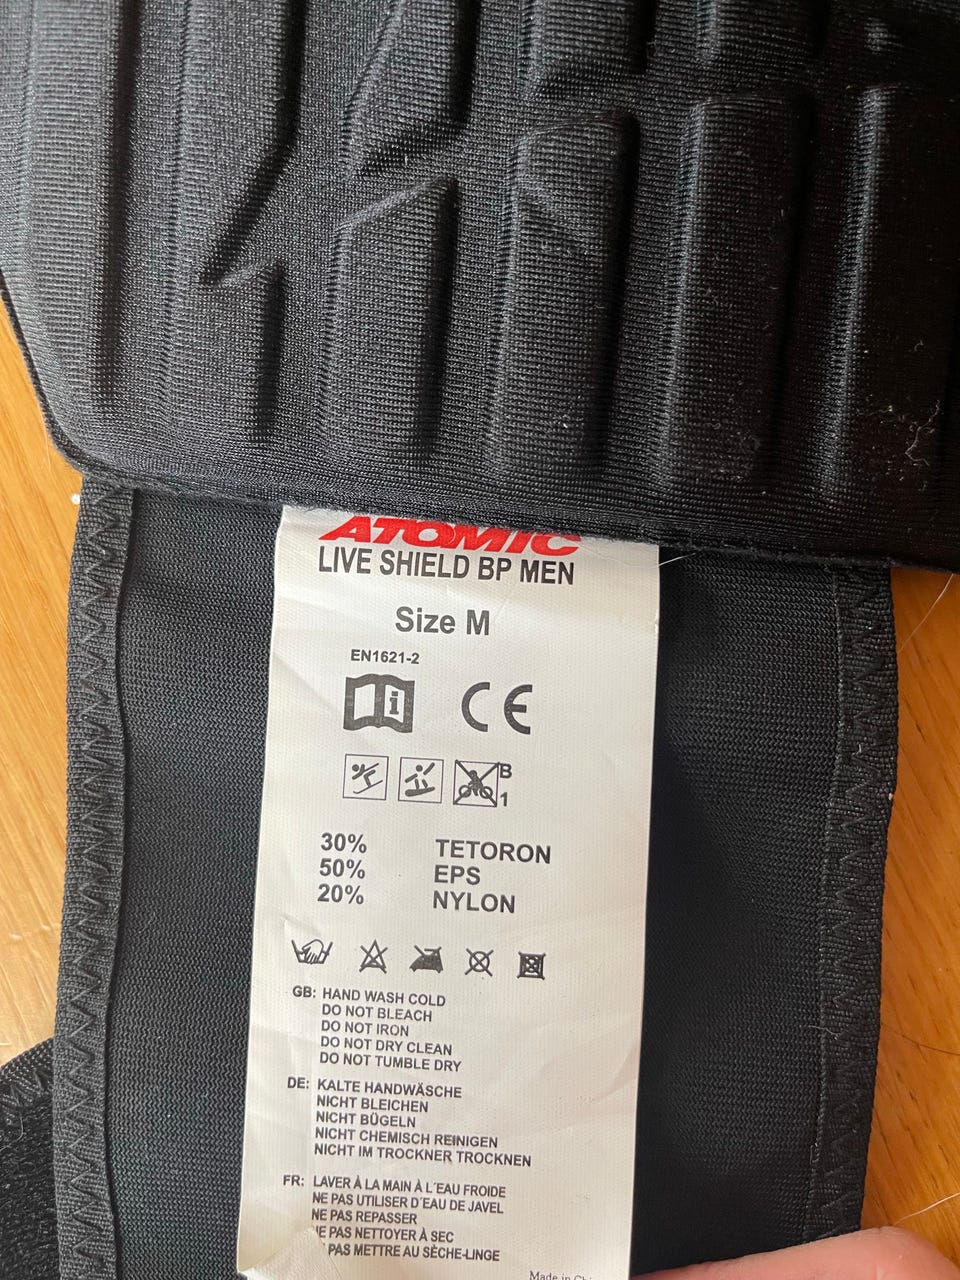 ATOMIC
LIVE SHIELD BP MEN
Size M
EN1621-2
i
CE
B
1
30% TETORON
50% EPS
20% NYLON
GB: HAND WASH COLD
DO NOT BLEACH
DO NOT IRON
DO NOT DRY CLEAN
DO NOT TUMBLE DRY
DE: KALTE HANDWÄSCHE
NICHT BLEICHEN
NICHT BÜGELN
NICHT CHEMISCH REINIGEN
NICHT IM TROCKNER TROCKNEN
FR: LAVER À LA MAIN À L´EAU FROIDE
NE PAS UTILISER D´EAU DE JAVEL
NE PAS REPASSER
PAS NETTOYER À SEC
PAS METTRE AU SÈCHE-LINGE
Made in